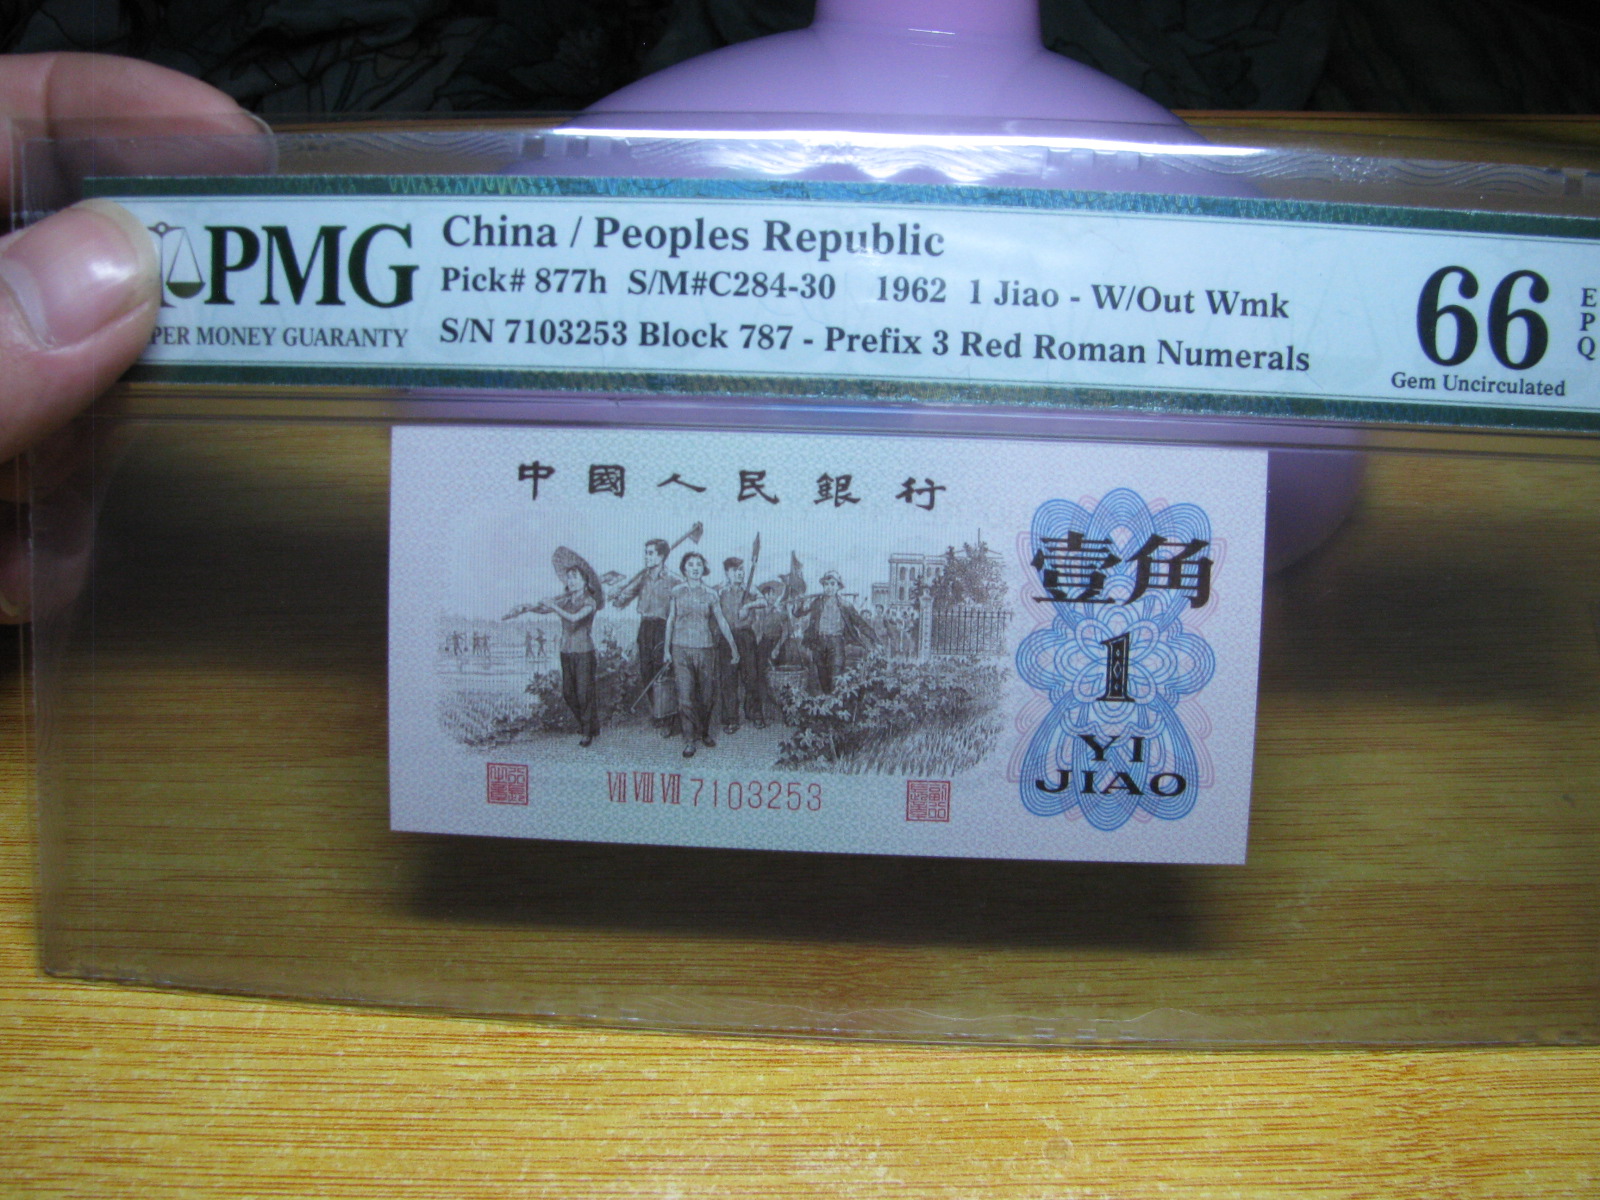 PMG
PER MONEY GUARANTY
China / Peoples Republic
Pick# 877h S/M#C284-30 1962 1 Jiao - W/Out Wmk
S/N 7103253 Block 787 - Prefix 3 Red Roman Numerals
66
EPQ
Gem Uncirculated
中國人民銀行
壹角
1
YI
JIAO
VII VIII VII 7103253